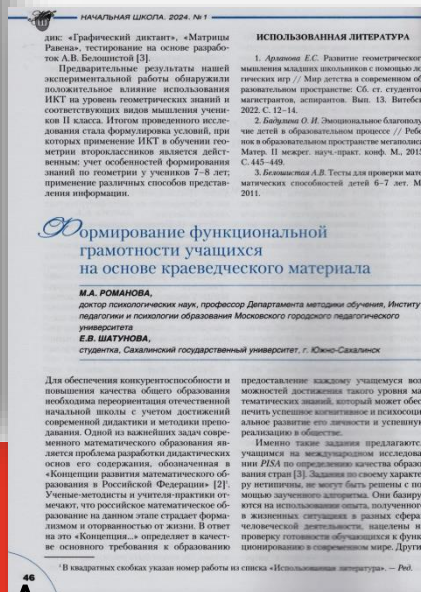 НАЧАЛЬНАЯ ШКОЛА. 2024. № 1
дик: «Графический диктант», «Матрицы
Равена», тестирование на основе разрабо-
ток А.В. Белошистой [3].
Предварительные результаты нашей
экспериментальной работы обнаружили
положительное влияние использования
ИКТ на уровень геометрических знаний и
соответствующих видов мышления учени-
ков II класса. Итогом проведенного иссле-
дования стала формулировка условий, при
которых применение ИКТ в обучении гео-
метрии второклассников является дейст-
венным: учет особенностей формирования
знаний по геометрии у учеников 7–8 лет;
применение различных способов представ-
ления информации.
ИСПОЛЬЗОВАННАЯ ЛИТЕРАТУРА
1. Арманова Е.С. Развитие геометрическог
мышления младших школьников с помощью ло
гических игр // Мир детства в современном об
разовательном пространстве: Сб. ст. студентов
магистрантов, аспирантов. Вып. 13. Витебс
2022. С. 12–14.
2. Бадулина О. И. Эмоциональное благополу
чие детей в образовательном процессе // Ребе
нок в образовательном пространстве мегаполиса
Матер. II межрег. науч.-практ. конф. М., 2015
С. 445–449.
3. Белошистая А.В. Тесты для проверки мате
матических способностей детей 6–7 лет. М
2011.
Формирование функциональной
грамотности учащихся
на основе краеведческого материала
М.А. РОМАНОВА,
доктор психологических наук, профессор Департамента методики обучения, Институ
педагогики и психологии образования Московского городского педагогического
университета
Е.В. ШАТУНОВА,
студентка, Сахалинский государственный университет, г. Южно-Сахалинск
Для обеспечения конкурентоспособности и
повышения качества общего образования
необходима переориентация отечественной
начальной школы с учетом достижений
современной дидактики и методики препо-
давания. Одной из важнейших задач совре-
менного математического образования яв-
ляется проблема разработки дидактических
основ его содержания, обозначенная в
«Концепции развития математического об-
разования в Российской Федерации» [2]¹.
Ученые-методисты и учителя-практики от-
мечают, что российское математическое об-
разование на данном этапе страдает форма-
лизмом и оторванностью от жизни. В ответ
на это «Концепция...» определяет в качест-
ве основного требования к образованию
предоставление каждому учащемуся воз
можностей достижения такого уровня ма
тематических знаний, который может обес
печить успешное когнитивное и психосоци
альное развитие его личности и успешную
реализацию в обществе.
Именно такие задания предлагаютс
учащимся на международном исследова
нии PISA по определению качества образо
вания стран [3]. Задания по своему характе
ру нетипичны, не могут быть решены с по
мощью заученного алгоритма. Они базиру
ются на использовании опыта, полученног
в жизненных ситуациях в разных сфера
человеческой деятельности, нацелены н
проверку готовности обучающихся к функ
ционированию в современном мире. Други
¹ В квадратных скобках указан номер работы из списка «Использованная литература». — Ред.
46